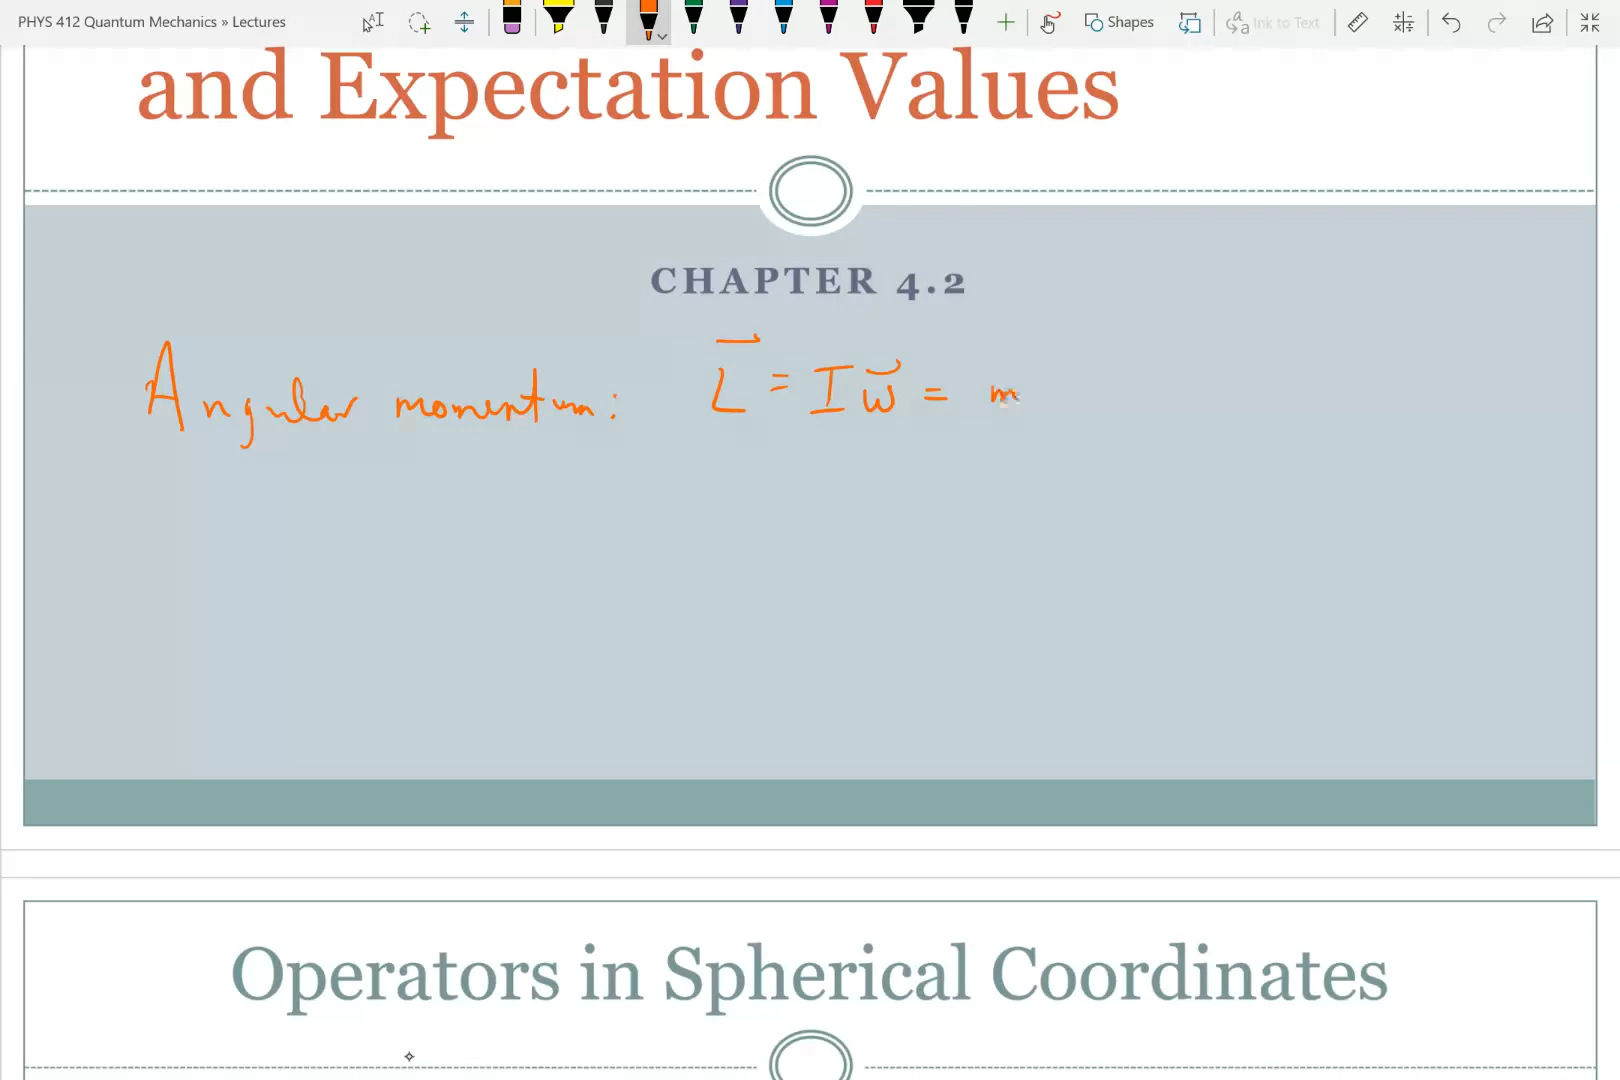 PHYS 412 Quantum Mechanics » Lectures
Shapes
Ink to Text
and Expectation Values
CHAPTER 4.2
Angular momentum: L⃗ = I ω⃗ = m
Operators in Spherical Coordinates